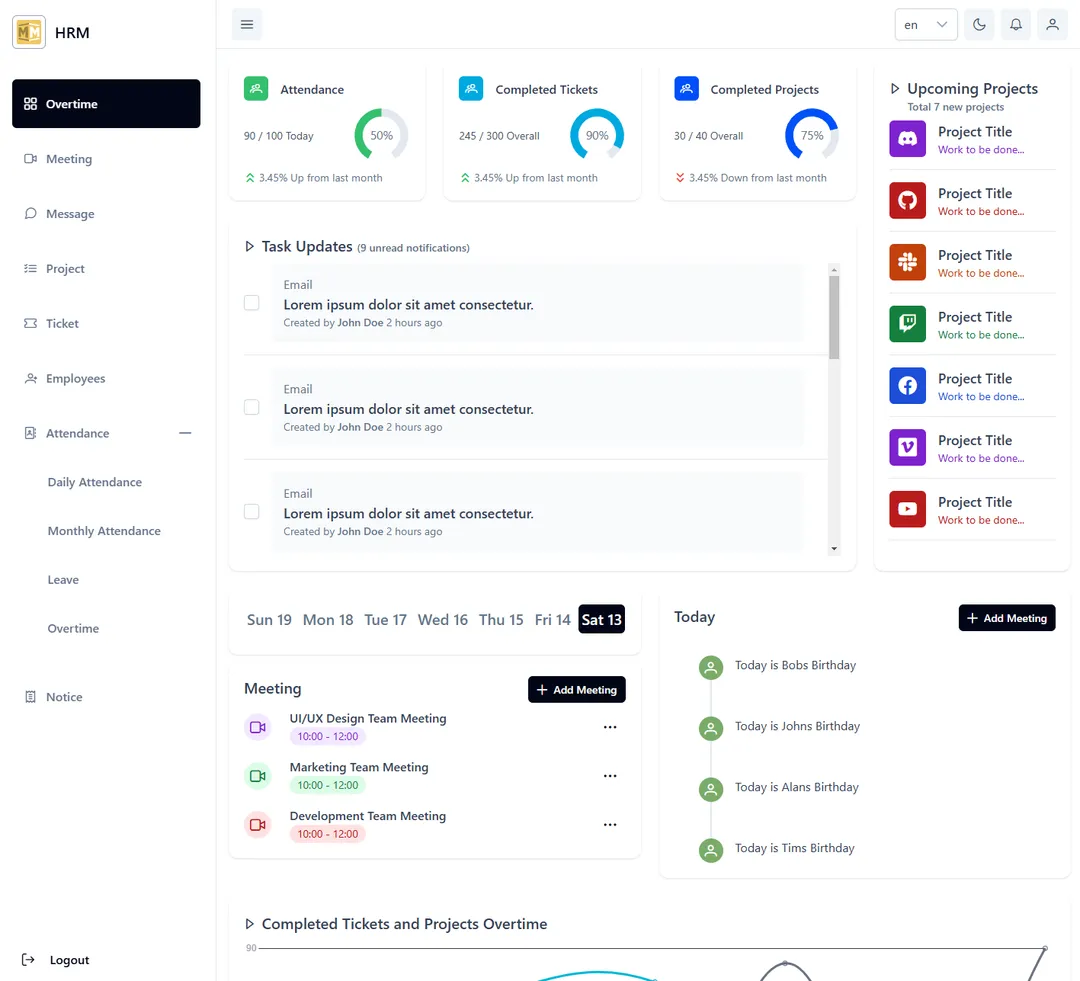 MM
HRM
en
Overtime
Meeting
Message
Project
Ticket
Employees
Attendance
Daily Attendance
Monthly Attendance
Leave
Overtime
Notice
Logout
Attendance
90 / 100 Today
50%
3.45% Up from last month
Completed Tickets
245 / 300 Overall
90%
3.45% Up from last month
Completed Projects
30 / 40 Overall
75%
3.45% Down from last month
Upcoming Projects
Total 7 new projects
Project Title
Work to be done...
Project Title
Work to be done...
Project Title
Work to be done...
Project Title
Work to be done...
Project Title
Work to be done...
Project Title
Work to be done...
Project Title
Work to be done...
Task Updates (9 unread notifications)
Email
Lorem ipsum dolor sit amet consectetur.
Created by John Doe 2 hours ago
Email
Lorem ipsum dolor sit amet consectetur.
Created by John Doe 2 hours ago
Email
Lorem ipsum dolor sit amet consectetur.
Created by John Doe 2 hours ago
Sun 19 Mon 18 Tue 17 Wed 16 Thu 15 Fri 14 Sat 13
Meeting
Add Meeting
UI/UX Design Team Meeting
10:00 - 12:00
Marketing Team Meeting
10:00 - 12:00
Development Team Meeting
10:00 - 12:00
Today
Add Meeting
Today is Bobs Birthday
Today is Johns Birthday
Today is Alans Birthday
Today is Tims Birthday
Completed Tickets and Projects Overtime
90